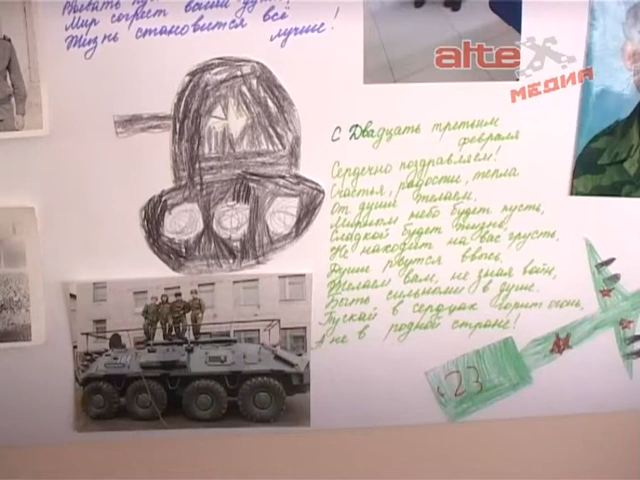 Мир согреет ваши души!
Жизнь становится всё
лучше!
altex
МЕДИА
С Двадцать третьим
февраля
Сердечно поздравляем!
Счастья, радости, тепла
От души желаем.
Мирным небо будет пусть,
Сладкой будет жизнь,
Не находит на вас грусть,
Души рвутся ввысь.
Желаем вам, не зная войн,
Быть сильными в душе.
Пускай в сердцах горит огонь,
А не в родной стране!
23